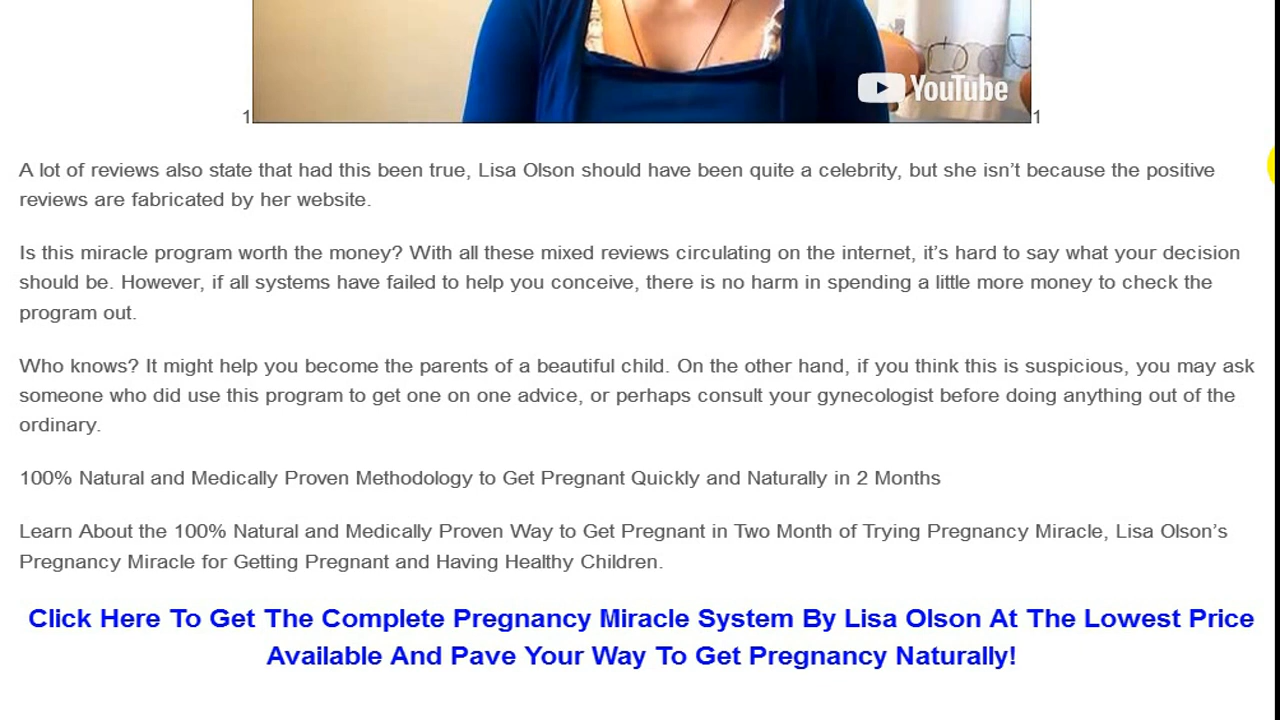 YouTube
1 1
A lot of reviews also state that had this been true, Lisa Olson should have been quite a celebrity, but she isn’t because the positive
reviews are fabricated by her website.
Is this miracle program worth the money? With all these mixed reviews circulating on the internet, it’s hard to say what your decision
should be. However, if all systems have failed to help you conceive, there is no harm in spending a little more money to check the
program out.
Who knows? It might help you become the parents of a beautiful child. On the other hand, if you think this is suspicious, you may ask
someone who did use this program to get one on one advice, or perhaps consult your gynecologist before doing anything out of the
ordinary.
100% Natural and Medically Proven Methodology to Get Pregnant Quickly and Naturally in 2 Months
Learn About the 100% Natural and Medically Proven Way to Get Pregnant in Two Month of Trying Pregnancy Miracle, Lisa Olson’s
Pregnancy Miracle for Getting Pregnant and Having Healthy Children.
Click Here To Get The Complete Pregnancy Miracle System By Lisa Olson At The Lowest Price
Available And Pave Your Way To Get Pregnancy Naturally!